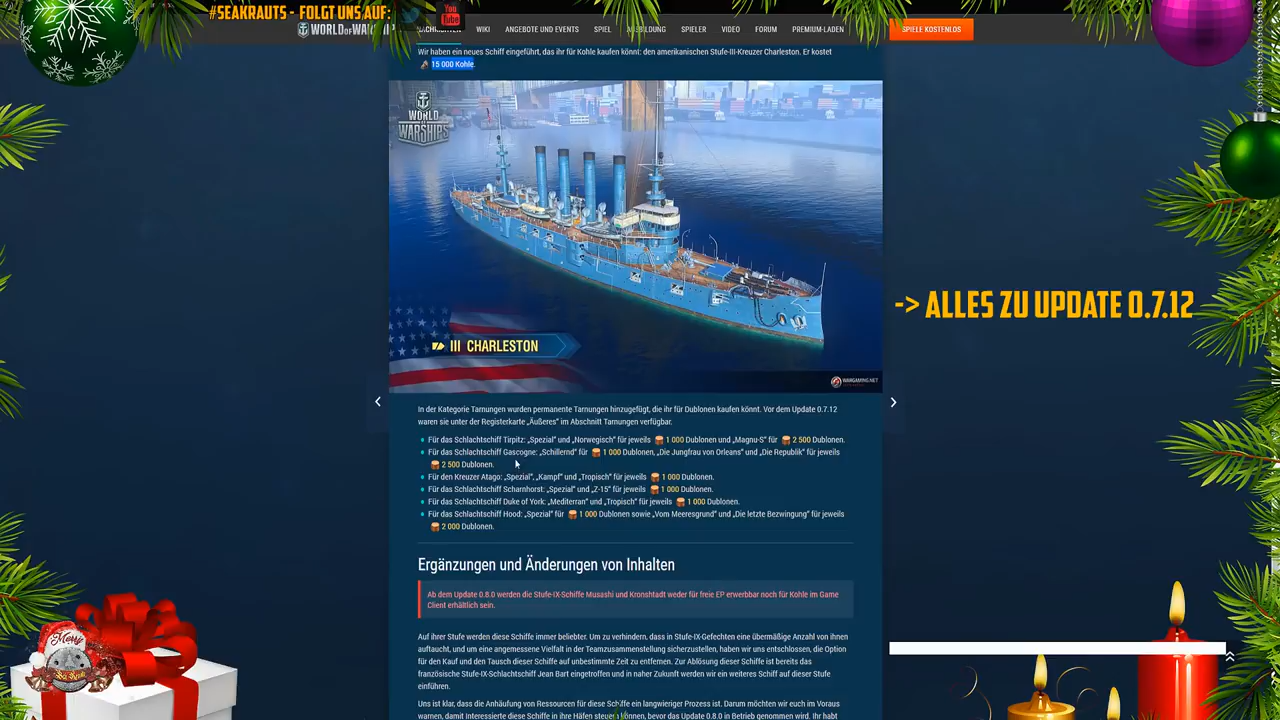 #SEAKRAUTS - FOLGT UNS AUF:
You
Tube
WORLD OF WARSHI
NACHRICHTEN WIKI ANGEBOTE UND EVENTS SPIEL AUSBILDUNG SPIELER VIDEO FORUM PREMIUM-LADEN SPIELE KOSTENLOS
Wir haben ein neues Schiff eingeführt, das ihr für Kohle kaufen könnt: den amerikanischen Stufe-III-Kreuzer Charleston. Er kostet
15 000 Kohle.
WORLD
OF
WARSHIPS
III CHARLESTON
WARGAMING.NET
-> ALLES ZU UPDATE 0.7.12
In der Kategorie Tarnungen wurden permanente Tarnungen hinzugefügt, die ihr für Dublonen kaufen könnt. Vor dem Update 0.7.12
waren sie unter der Registerkarte „Äußeres" im Abschnitt Tarnungen verfügbar.
Für das Schlachtschiff Tirpitz: „Spezial" und „Norwegisch" für jeweils 1 000 Dublonen und „Magnu-S" für 2 500 Dublonen.
Für das Schlachtschiff Gascogne: „Schillernd" für 1 000 Dublonen, „Die Jungfrau von Orleans" und „Die Republik" für jeweils
2 500 Dublonen.
Für den Kreuzer Atago: „Spezial", „Kampf" und „Tropisch" für jeweils 1 000 Dublonen.
Für das Schlachtschiff Scharnhorst: „Spezial" und „Z-15" für jeweils 1 000 Dublonen.
Für das Schlachtschiff Duke of York: „Mediterran" und „Tropisch" für jeweils 1 000 Dublonen.
Für das Schlachtschiff Hood: „Spezial" für 1 000 Dublonen sowie „Vom Meeresgrund" und „Die letzte Bezwingung" für jeweils
2 000 Dublonen.
Ergänzungen und Änderungen von Inhalten
Ab dem Update 0.8.0 werden die Stufe-IX-Schiffe Musashi und Kronshtadt weder für freie EP erwerbbar noch für Kohle im Game
Client erhältlich sein.
Auf ihrer Stufe werden diese Schiffe immer beliebter. Um zu verhindern, dass in Stufe-IX-Gefechten eine übermäßige Anzahl von ihnen
auftaucht, und um eine angemessene Vielfalt in der Teamzusammenstellung sicherzustellen, haben wir uns entschlossen, die Option
für den Kauf und den Tausch dieser Schiffe auf unbestimmte Zeit zu entfernen. Zur Ablösung dieser Schiffe ist bereits das
französische Stufe-IX-Schlachtschiff Jean Bart eingetroffen und in naher Zukunft werden wir ein weiteres Schiff auf dieser Stufe
einführen.
Uns ist klar, dass die Anhäufung von Ressourcen für diese Schiffe ein langwieriger Prozess ist. Darum möchten wir euch im Voraus
warnen, damit Interessierte diese Schiffe in ihre Häfen steuern können, bevor das Update 0.8.0 in Betrieb genommen wird. Ihr habt
Merry